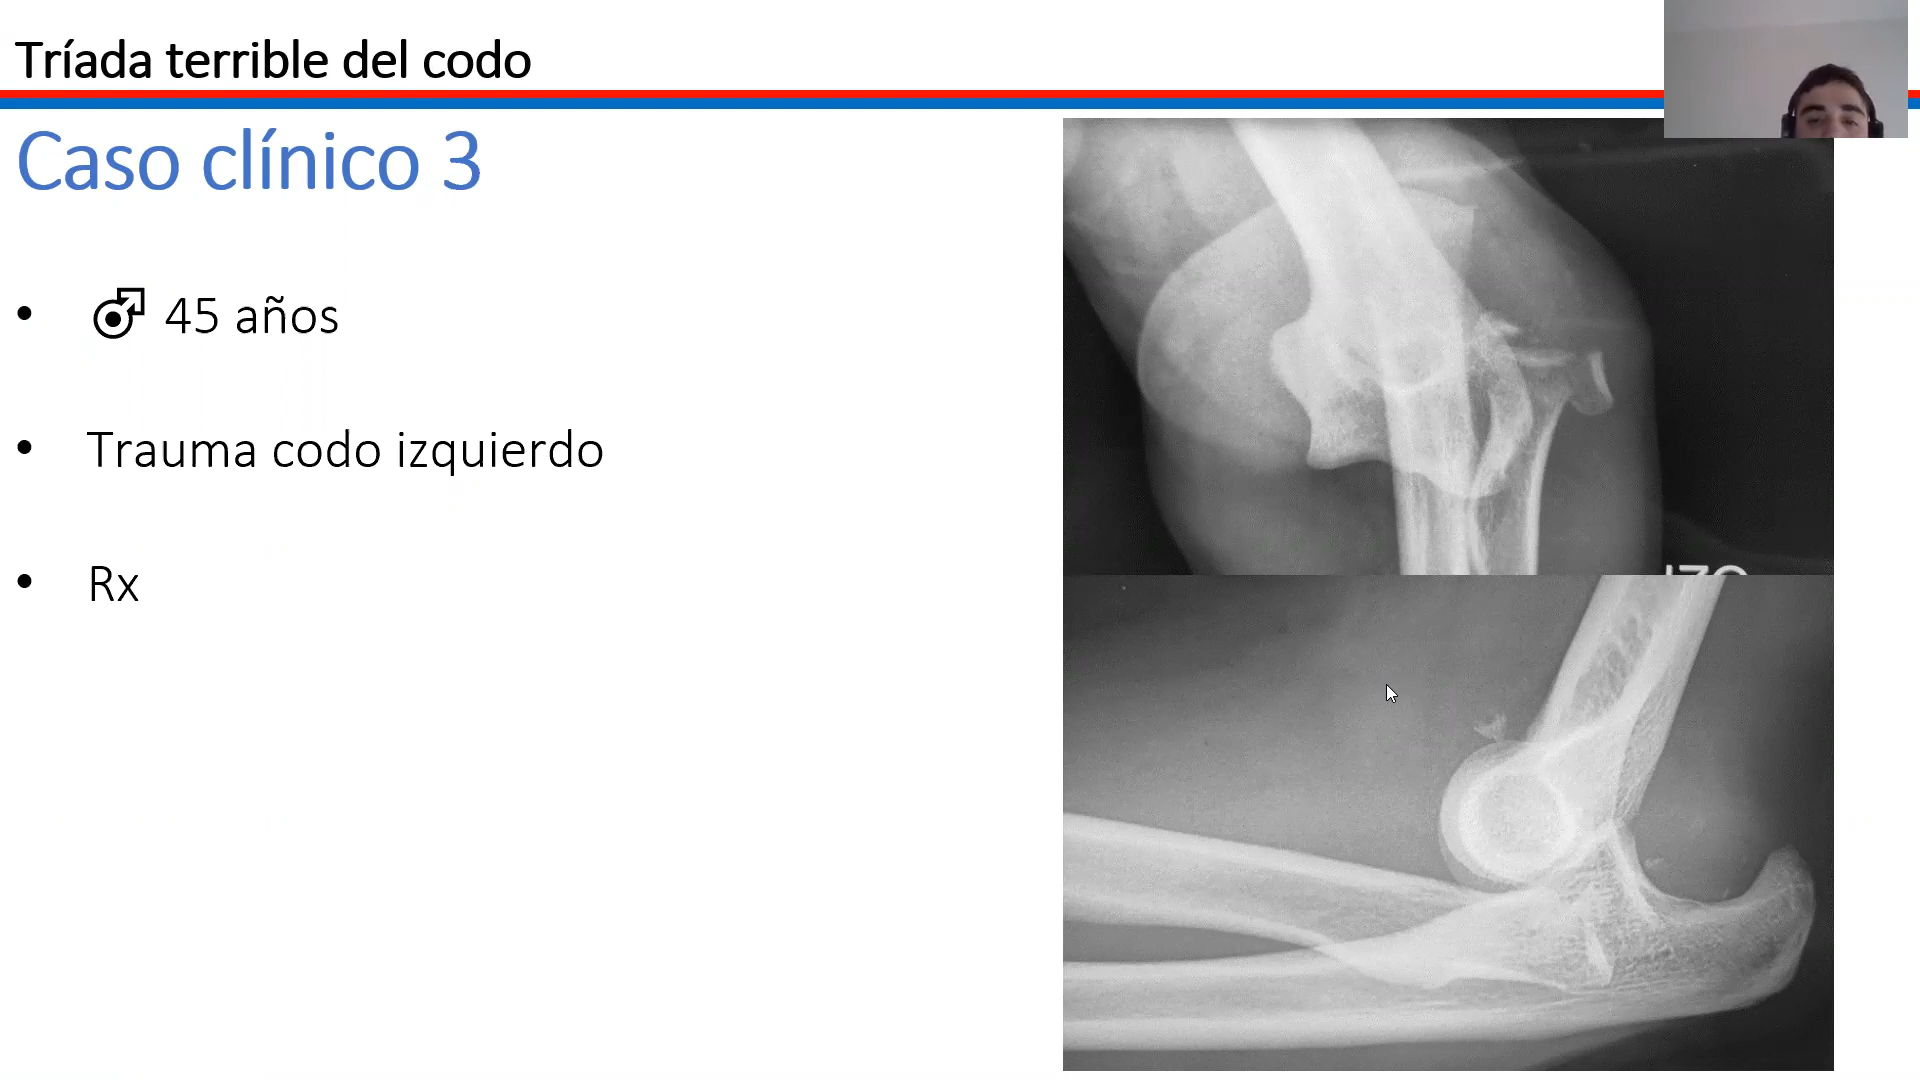 Tríada terrible del codo
Caso clínico 3
• ♂ 45 años
• Trauma codo izquierdo
• Rx